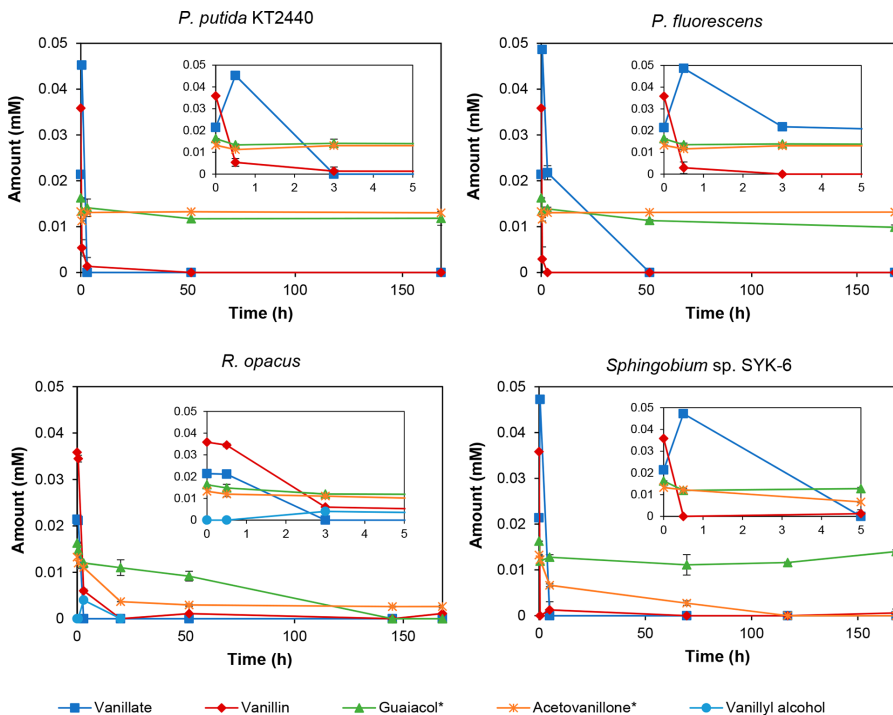 P. putida KT2440
0.05
0.04
0.03
0.02
0.01
0
0 50 100 150
Amount (mM)
Time (h)
0.05
0.04
0.03
0.02
0.01
0
0 1 2 3 4 5
P. fluorescens
0.05
0.04
0.03
0.02
0.01
0
0 50 100 150
Amount (mM)
Time (h)
0.05
0.04
0.03
0.02
0.01
0
0 1 2 3 4 5
R. opacus
0.05
0.04
0.03
0.02
0.01
0
0 50 100 150
Amount (mM)
Time (h)
0.05
0.04
0.03
0.02
0.01
0
0 1 2 3 4 5
Sphingobium sp. SYK-6
0.05
0.04
0.03
0.02
0.01
0
0 50 100 150
Amount (mM)
Time (h)
0.05
0.04
0.03
0.02
0.01
0
0 1 2 3 4 5
Vanillate Vanillin Guaiacol* Acetovanillone* Vanillyl alcohol